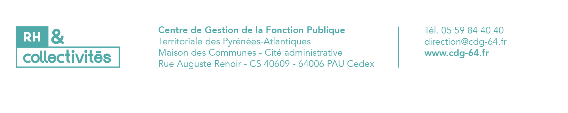 RH &
collectivités
Centre de Gestion de la Fonction Publique
Territoriale des Pyrénées-Atlantiques
Maison des Communes - Cité administrative
Rue Auguste Renoir - CS 40609 - 64006 PAU Cedex
Tél. 05 59 84 40 40
direction@cdg-64.fr
www.cdg-64.fr